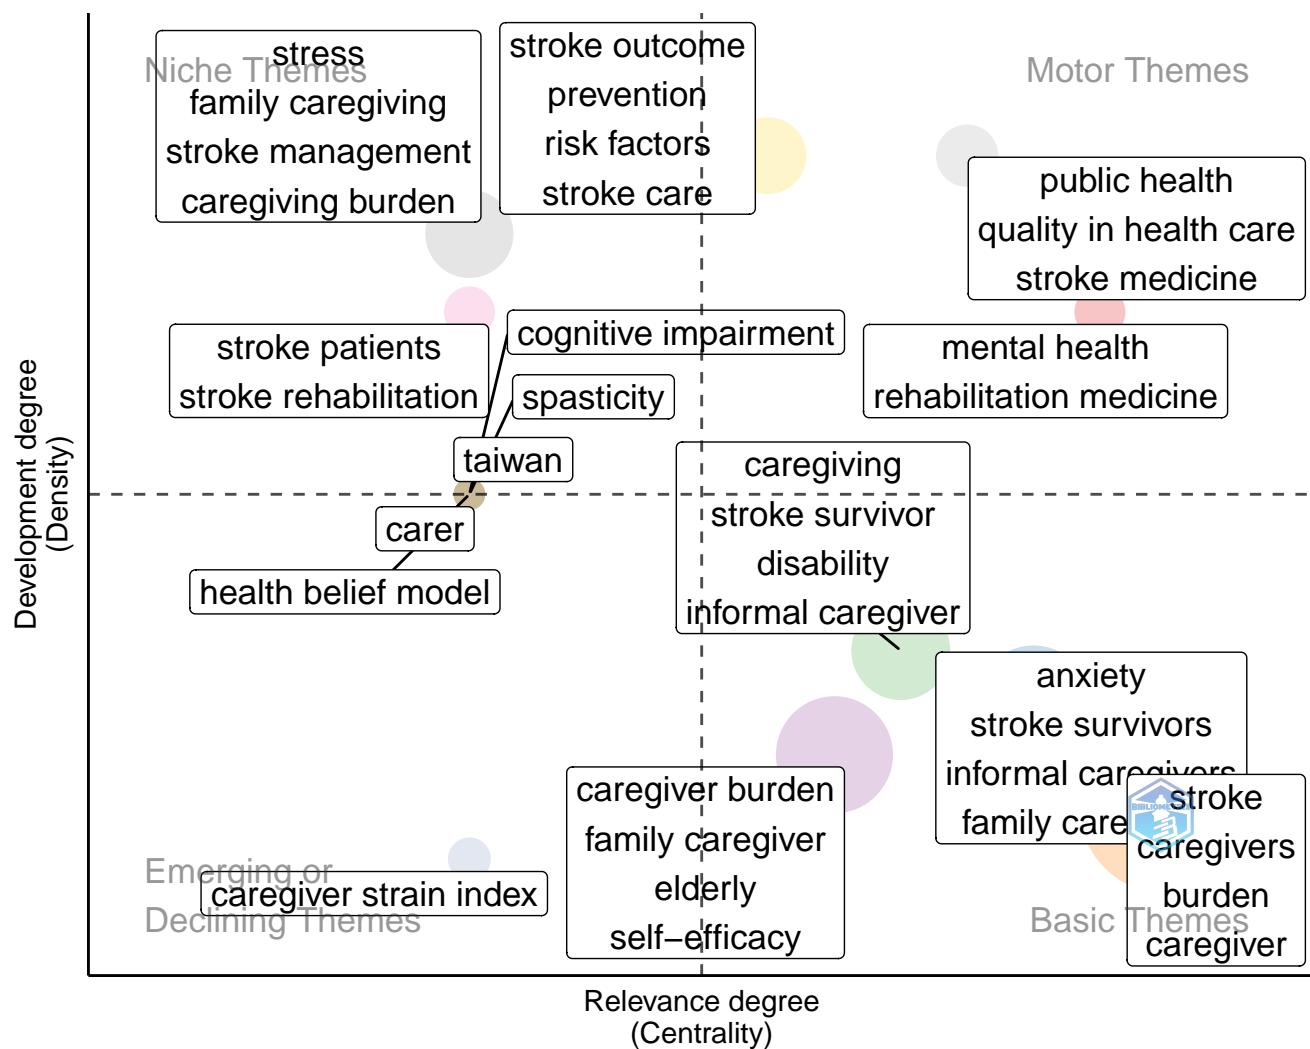 Niche Themes
stress
family caregiving
stroke management
caregiving burden
stroke outcome
prevention
risk factors
stroke care
Motor Themes
public health
quality in health care
stroke medicine
stroke patients
stroke rehabilitation
cognitive impairment
spasticity
taiwan
mental health
rehabilitation medicine
carer
health belief model
caregiving
stroke survivor
disability
informal caregiver
anxiety
stroke survivors
informal caregivers
family
stroke
caregivers
burden
caregiver
BIBLIOMETRIX
caregiver burden
family caregiver
elderly
self−efficacy
Emerging or
Declining Themes
caregiver strain index
Basic Themes
Development degree
(Density)
Relevance degree
(Centrality)